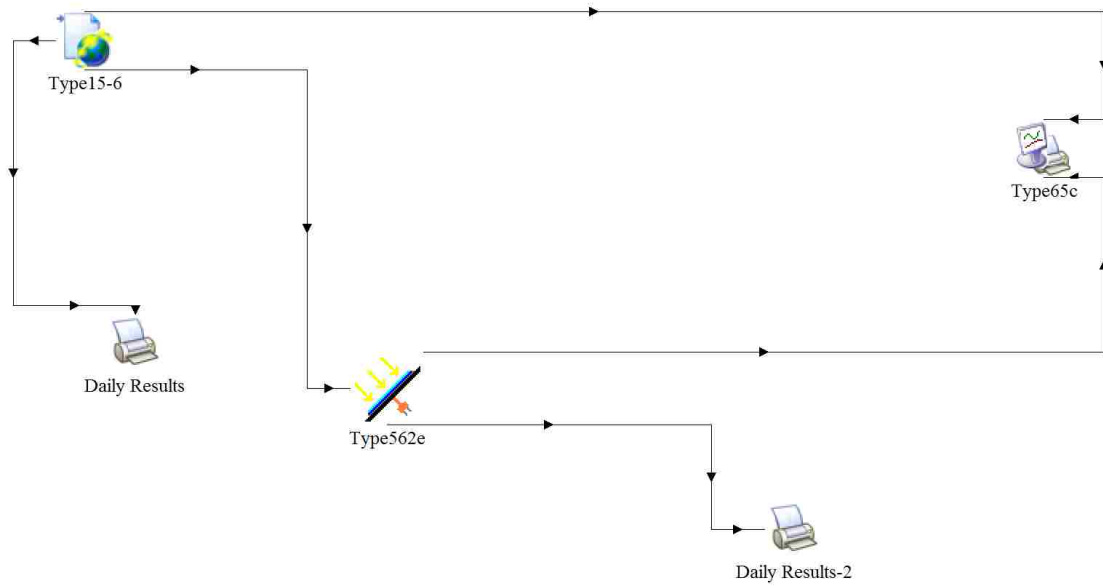 Type15-6
Type65c
Daily Results
Type562e
Daily Results-2